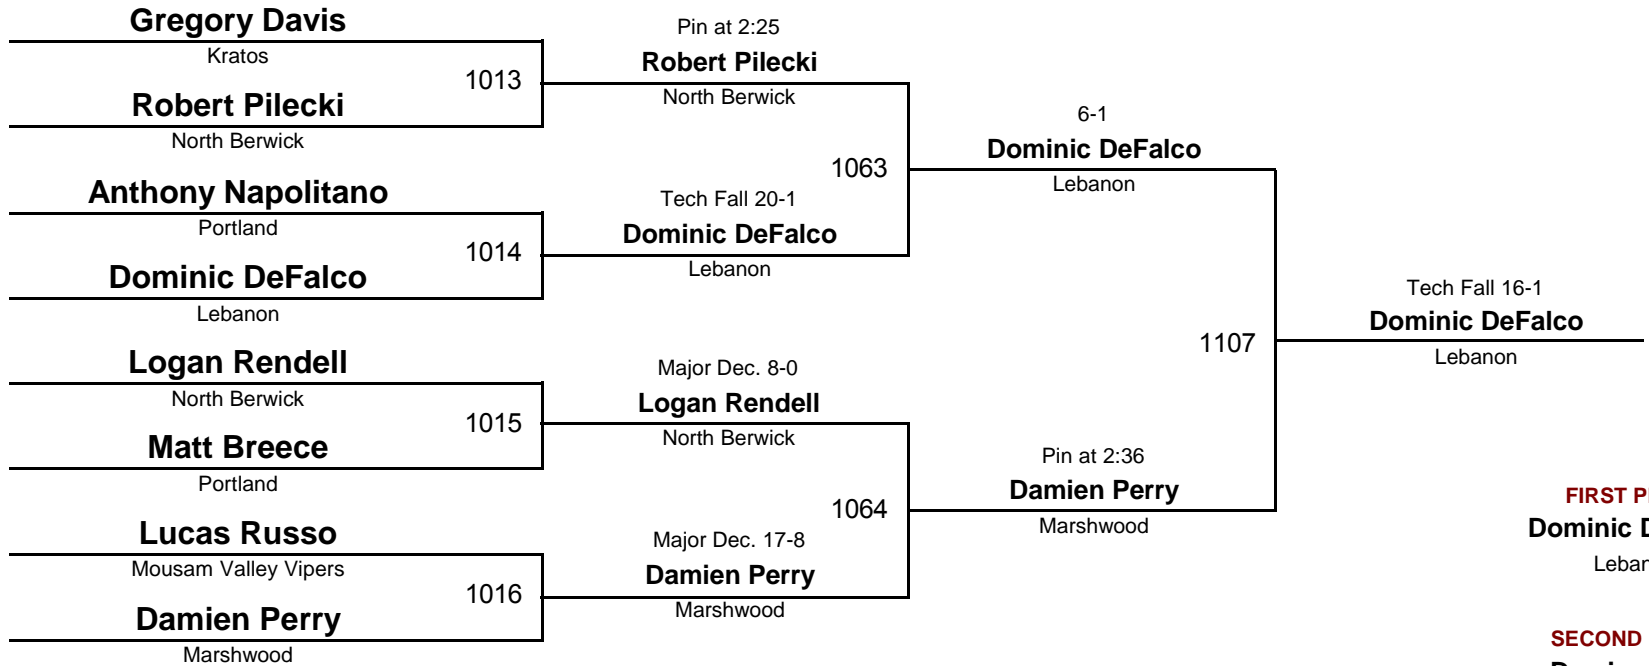 Gregory Davis
Kratos
1013
Robert Pilecki
North Berwick
Anthony Napolitano
Portland
1014
Dominic DeFalco
Lebanon
Logan Rendell
North Berwick
1015
Matt Breece
Portland
Lucas Russo
Mousam Valley Vipers
1016
Damien Perry
Marshwood
Pin at 2:25
Robert Pilecki
North Berwick
1063
Tech Fall 20-1
Dominic DeFalco
Lebanon
Major Dec. 8-0
Logan Rendell
North Berwick
1064
Major Dec. 17-8
Damien Perry
Marshwood
6-1
Dominic DeFalco
Lebanon
1107
Pin at 2:36
Damien Perry
Marshwood
Tech Fall 16-1
Dominic DeFalco
Lebanon
FIRST
Dominic
SECOND